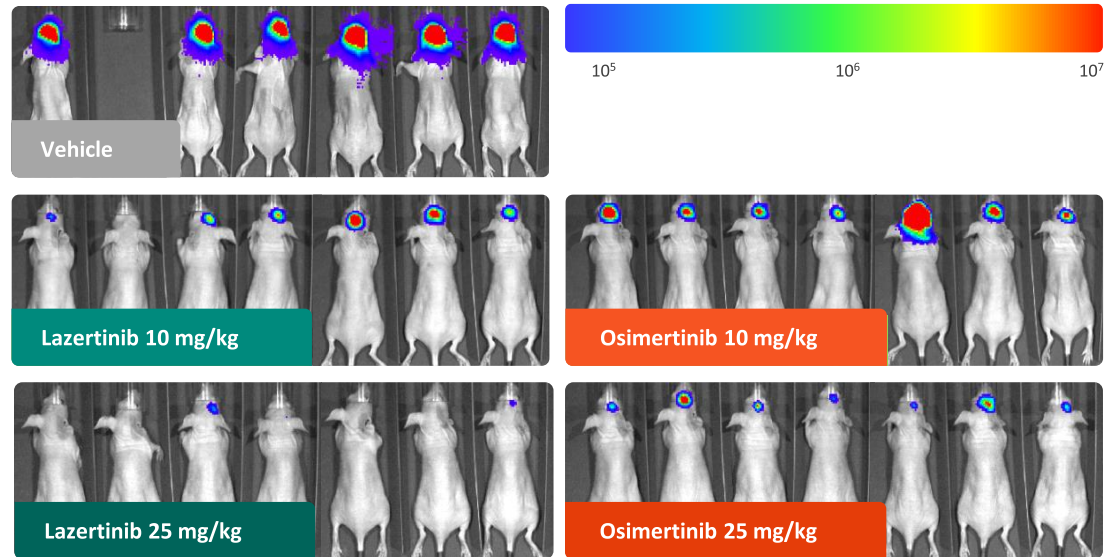 10⁵ 10⁶ 10⁷
Vehicle
Lazertinib 10 mg/kg
Osimertinib 10 mg/kg
Lazertinib 25 mg/kg
Osimertinib 25 mg/kg